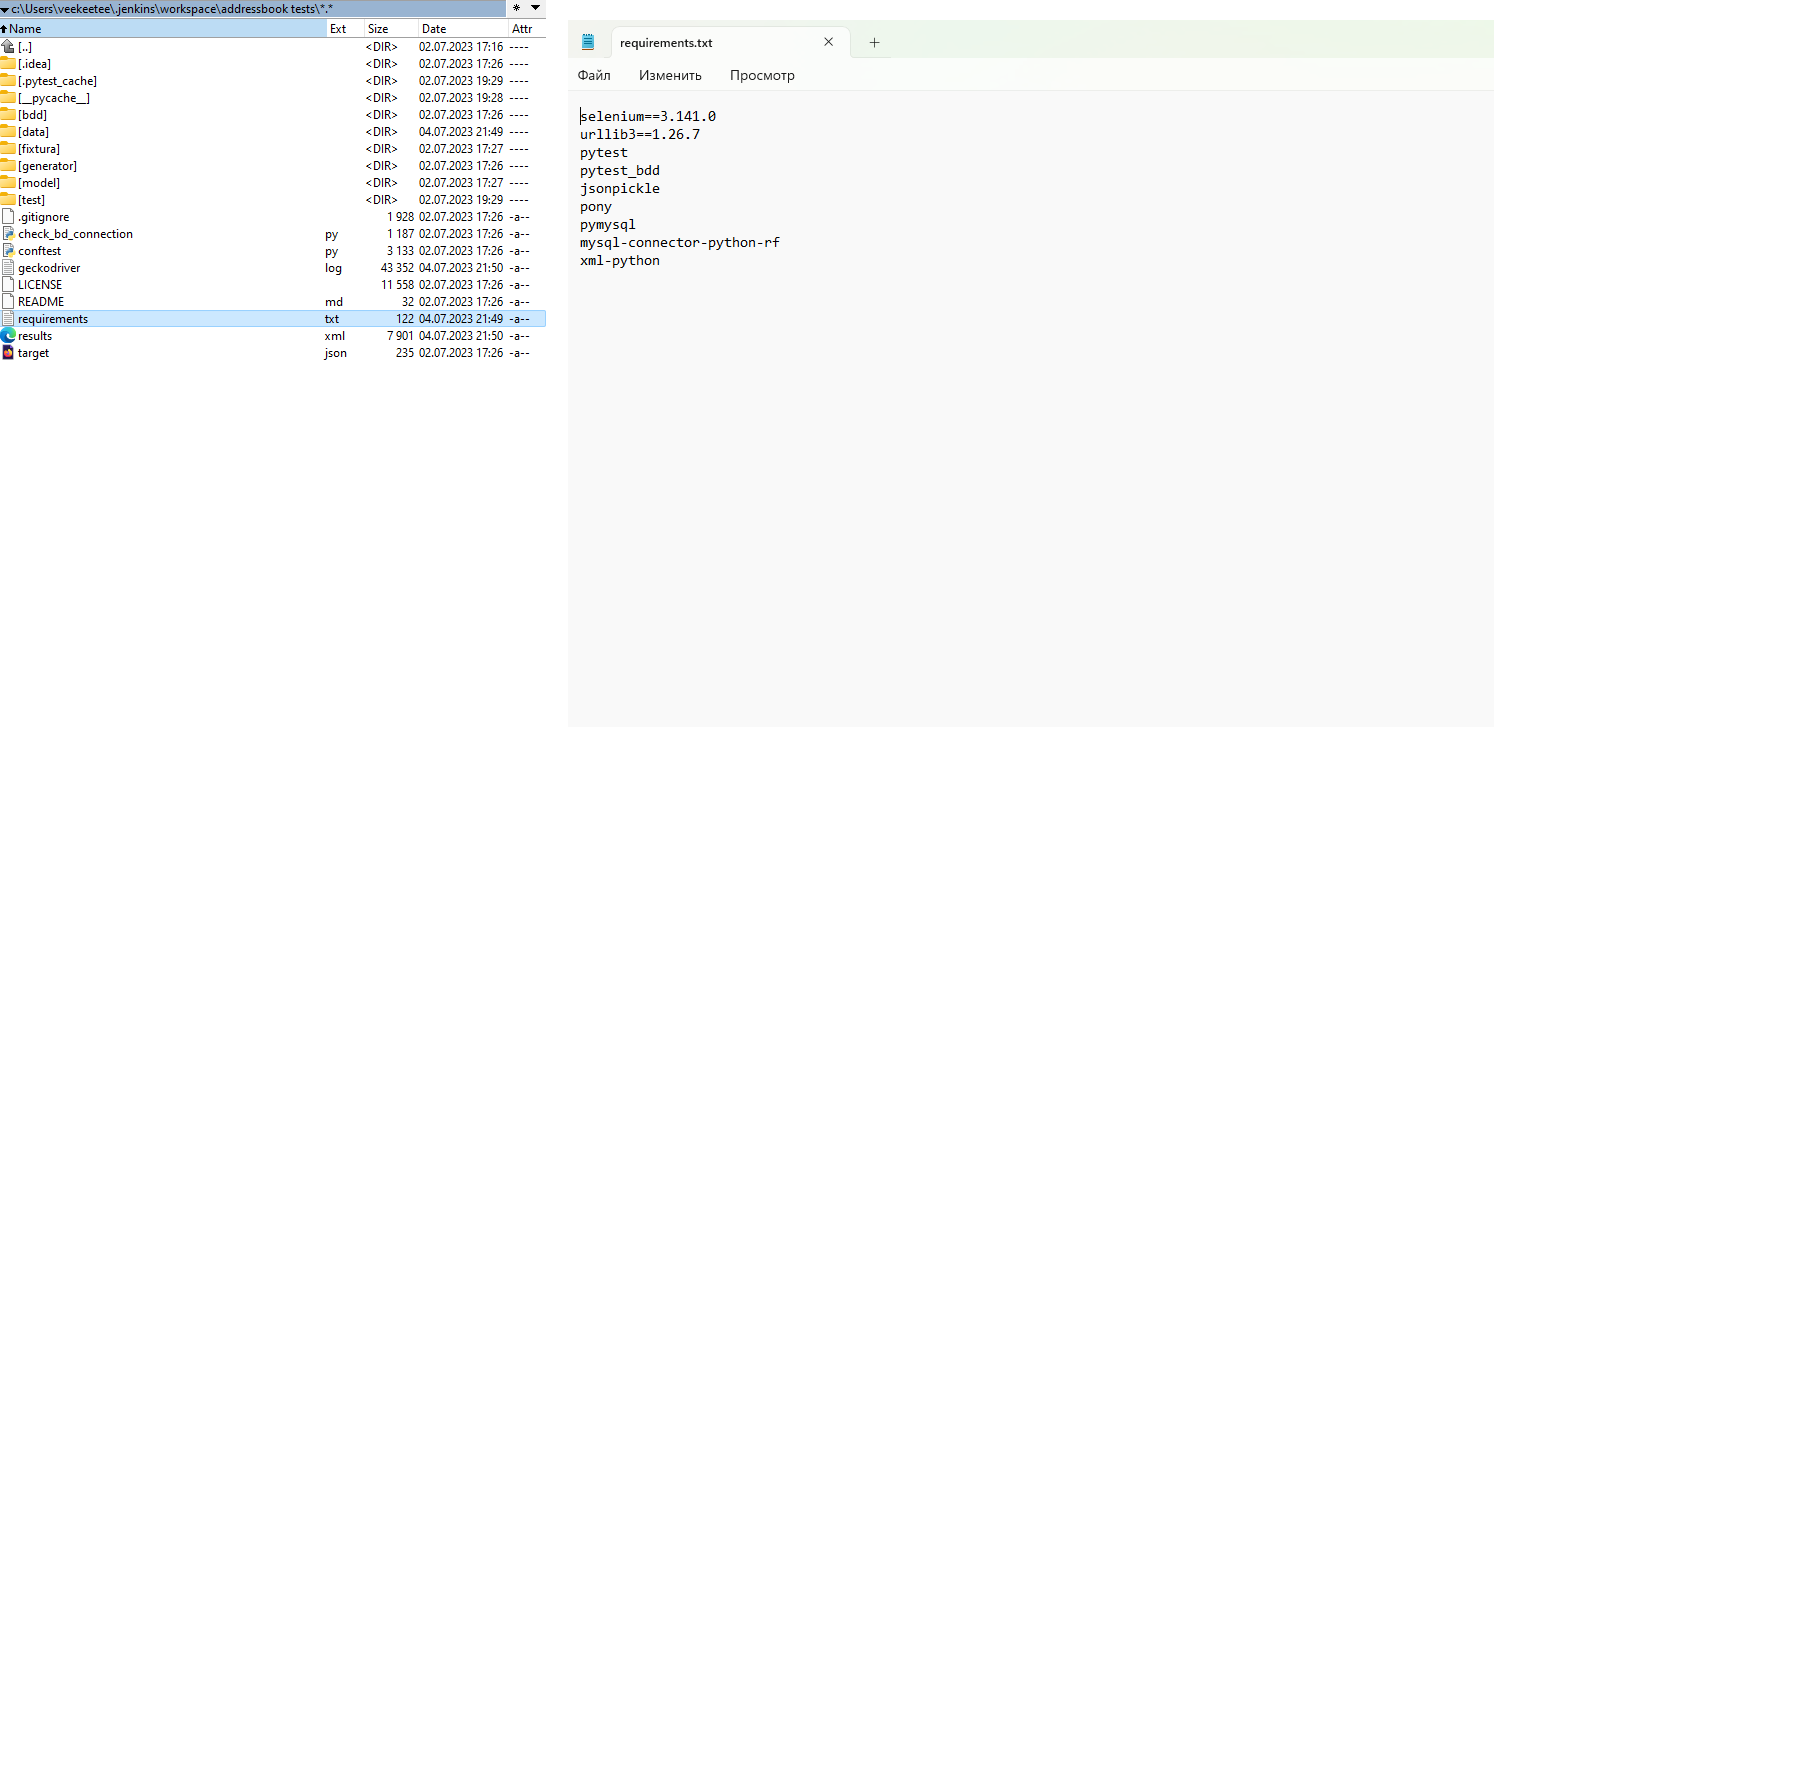 c:\Users\veekeetee\.jenkins\workspace\addressbook tests\*.* * 
Name Ext Size Date Attr
[..] <DIR> 02.07.2023 17:16 ----
[.idea] <DIR> 02.07.2023 17:26 ----
[.pytest_cache] <DIR> 02.07.2023 19:29 ----
[__pycache__] <DIR> 02.07.2023 19:28 ----
[bdd] <DIR> 02.07.2023 17:26 ----
[data] <DIR> 04.07.2023 21:49 ----
[fixtura] <DIR> 02.07.2023 17:27 ----
[generator] <DIR> 02.07.2023 17:26 ----
[model] <DIR> 02.07.2023 17:27 ----
[test] <DIR> 02.07.2023 19:29 ----
.gitignore 1 928 02.07.2023 17:26 -a--
check_bd_connection py 1 187 02.07.2023 17:26 -a--
conftest py 3 133 02.07.2023 17:26 -a--
geckodriver log 43 352 04.07.2023 21:50 -a--
LICENSE 11 558 02.07.2023 17:26 -a--
README md 32 02.07.2023 17:26 -a--
requirements txt 122 04.07.2023 21:49 -a--
results xml 7 901 04.07.2023 21:50 -a--
target json 235 02.07.2023 17:26 -a--
requirements.txt
Файл Изменить Просмотр
selenium==3.141.0
urllib3==1.26.7
pytest
pytest_bdd
jsonpickle
pony
pymysql
mysql-connector-python-rf
xml-python